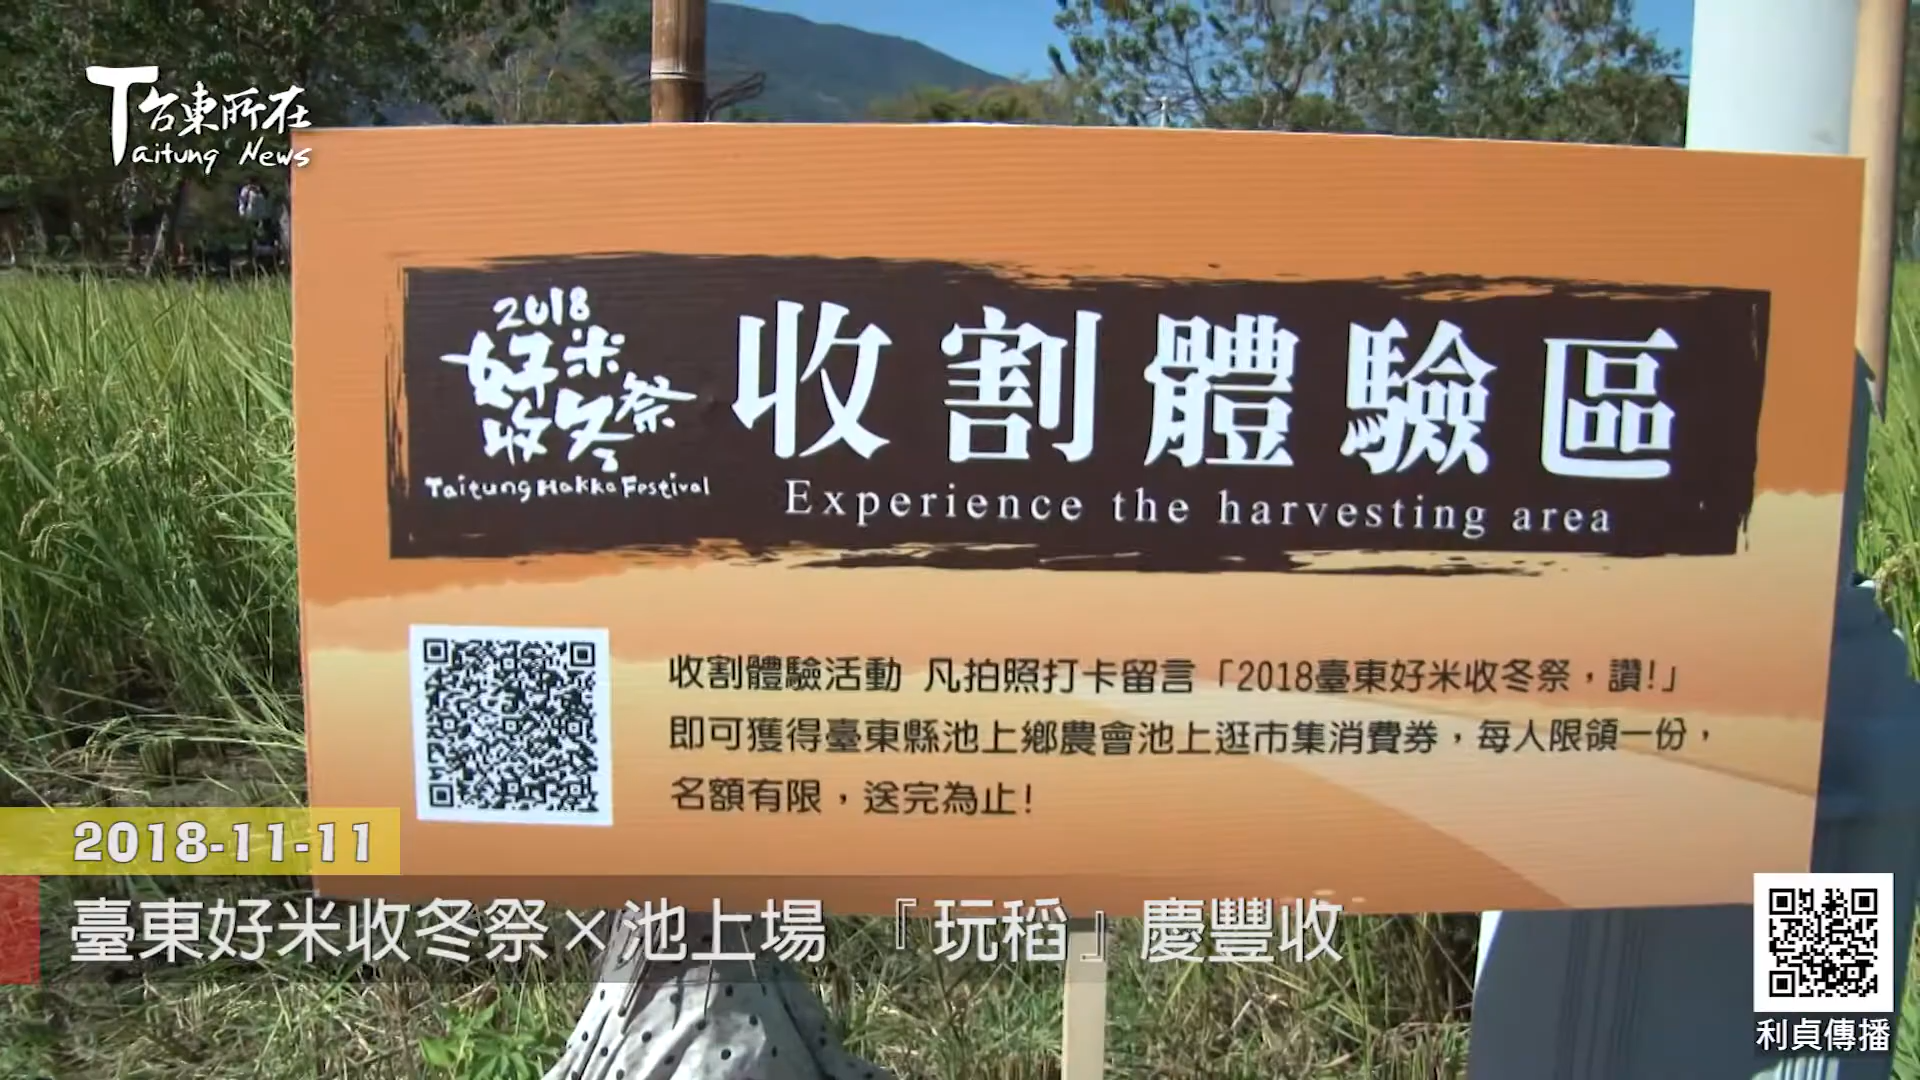 台東所在
Taitung News
2018
好米
收冬祭
Taitung Hakka Festival
收割體驗區
Experience the harvesting area
收割體驗活動 凡拍照打卡留言「2018臺東好米收冬祭，讚!」
即可獲得臺東縣池上鄉農會池上逛市集消費券，每人限領一份，
名額有限，送完為止!
2018-11-11
臺東好米收冬祭×池上場 『玩稻』慶豐收
利貞傳播